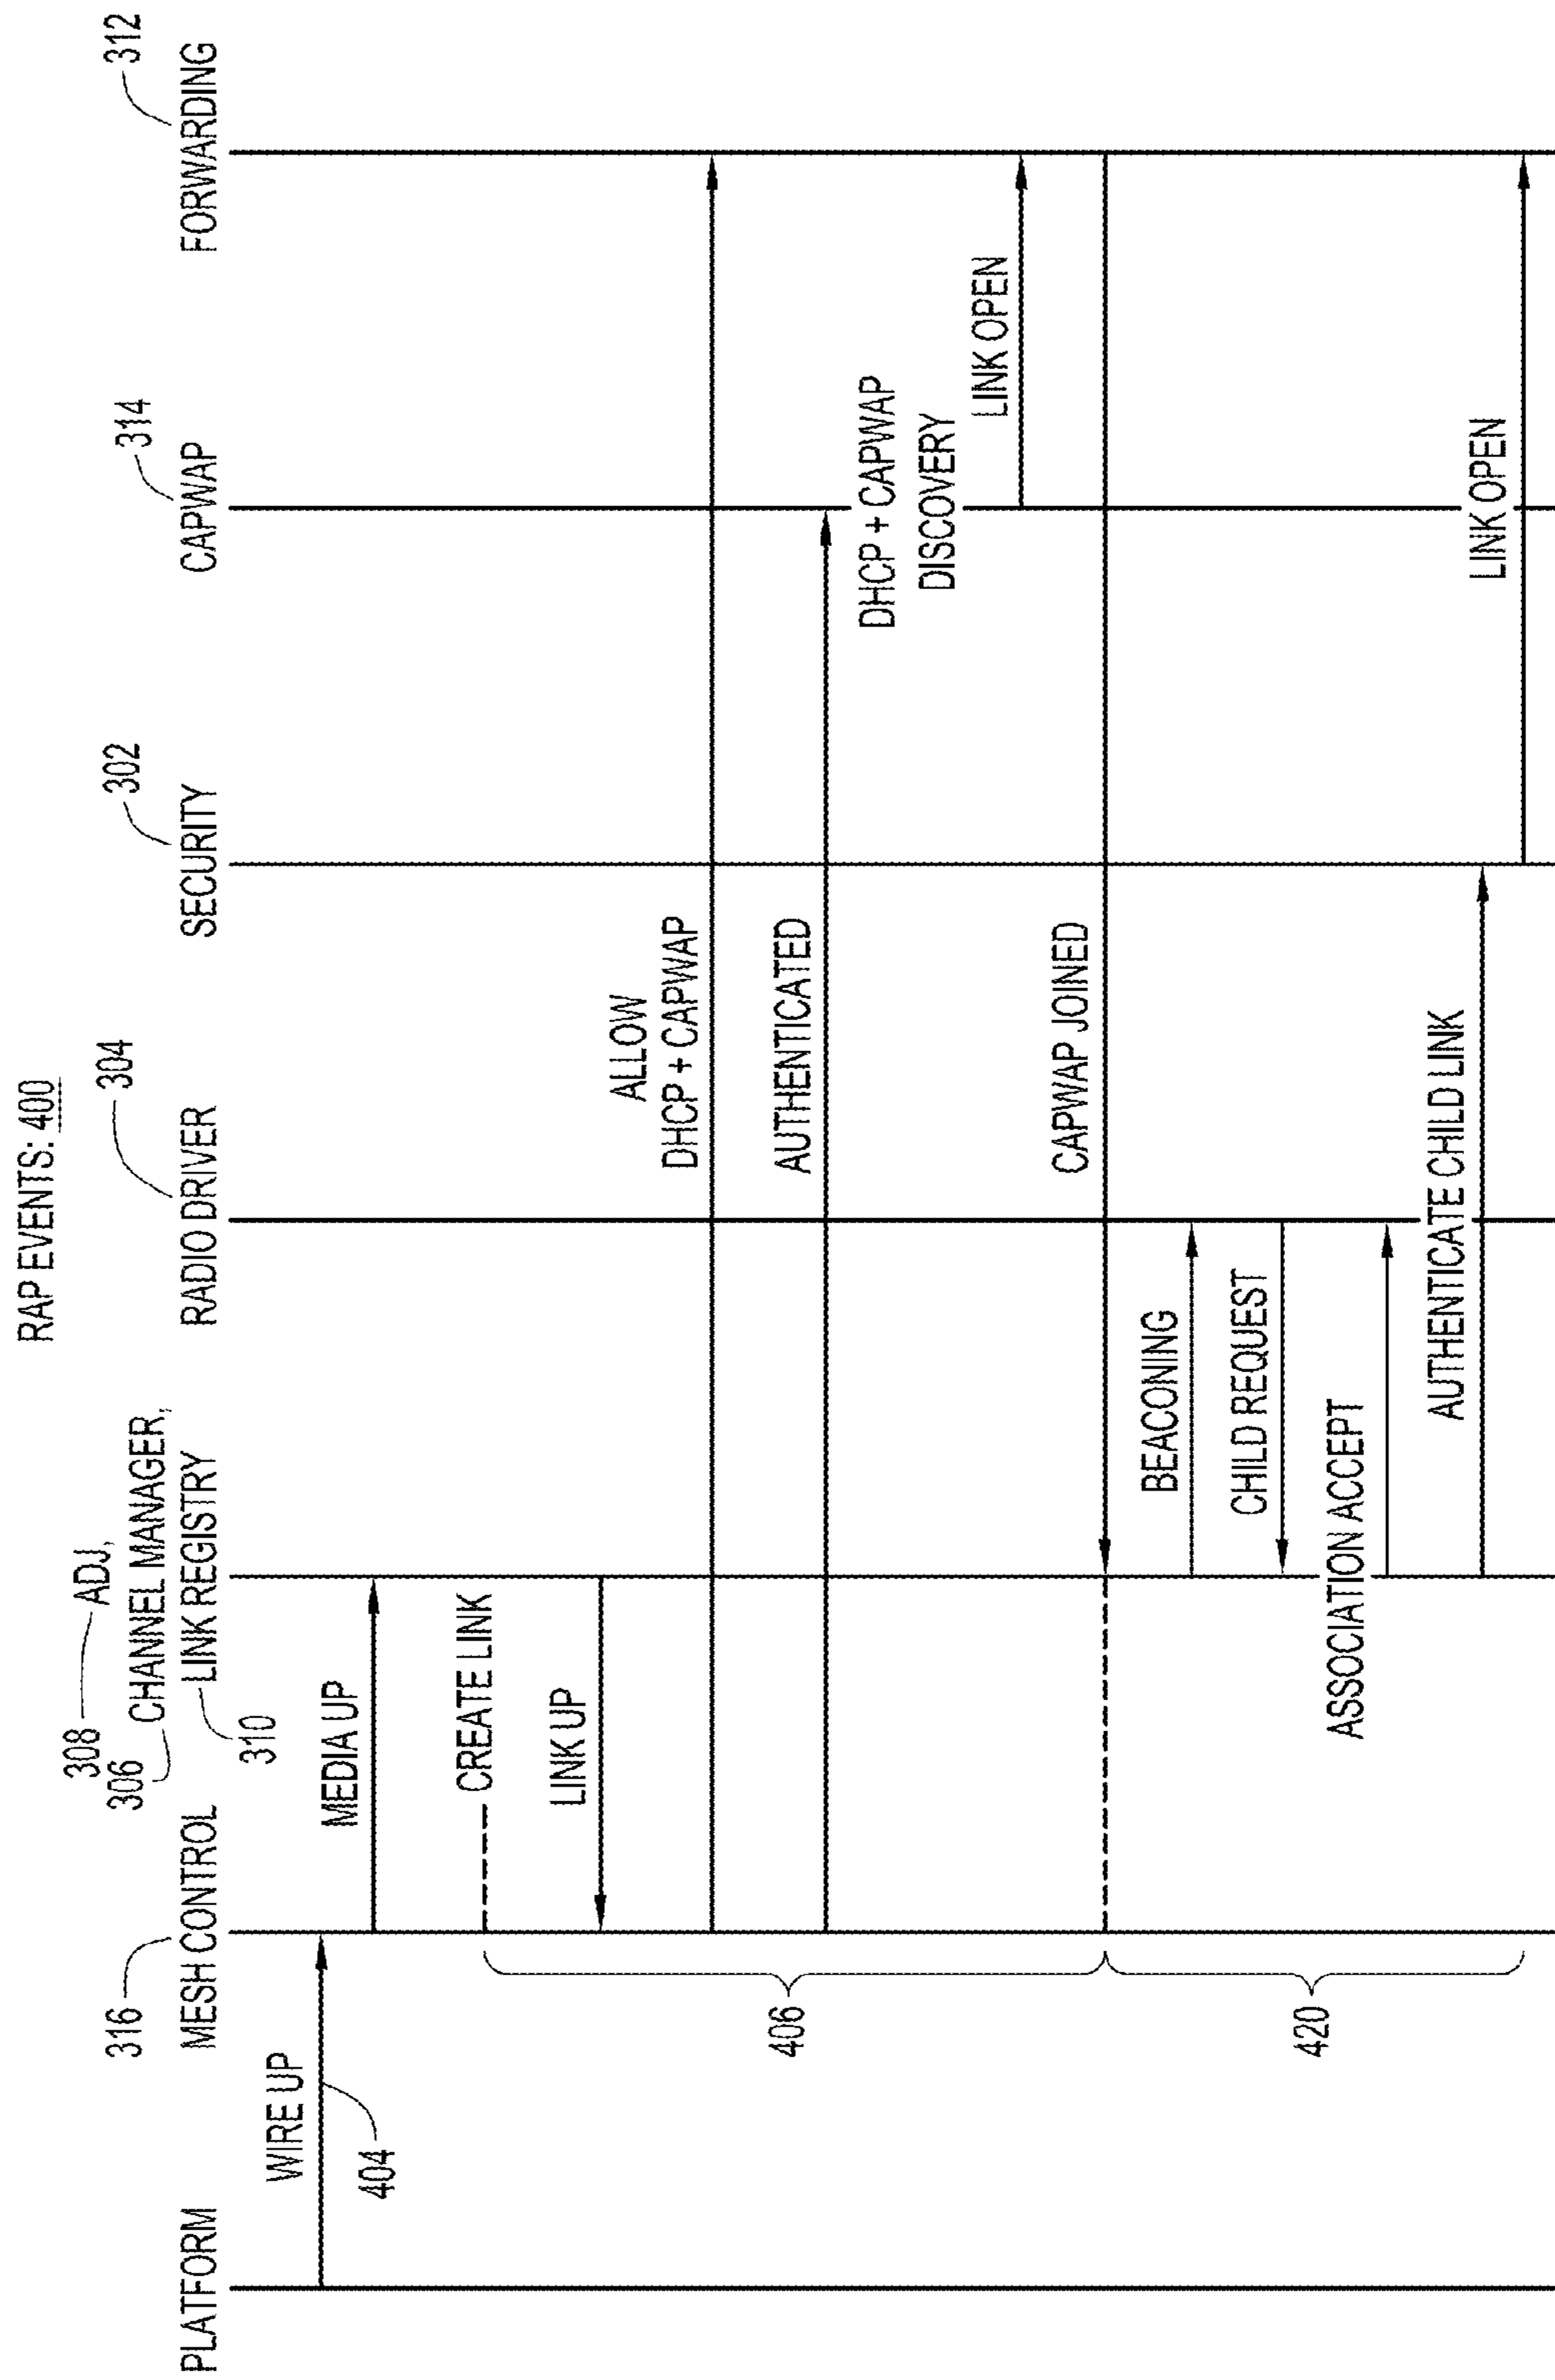 RAP EVENTS: 400
PLATFORM
316
MESH CONTROL
308
ADJ,
306
CHANNEL MANAGER,
LINK REGISTRY
310
304
RADIO DRIVER
302
SECURITY
314
CAPWAP
312
FORWARDING
WIRE UP
404
MEDIA UP
CREATE LINK
LINK UP
ALLOW
DHCP + CAPWAP
AUTHENTICATED
DHCP + CAPWAP
DISCOVERY
LINK OPEN
406
CAPWAP JOINED
BEACONING
CHILD REQUEST
420
ASSOCIATION ACCEPT
AUTHENTICATE CHILD LINK
LINK OPEN